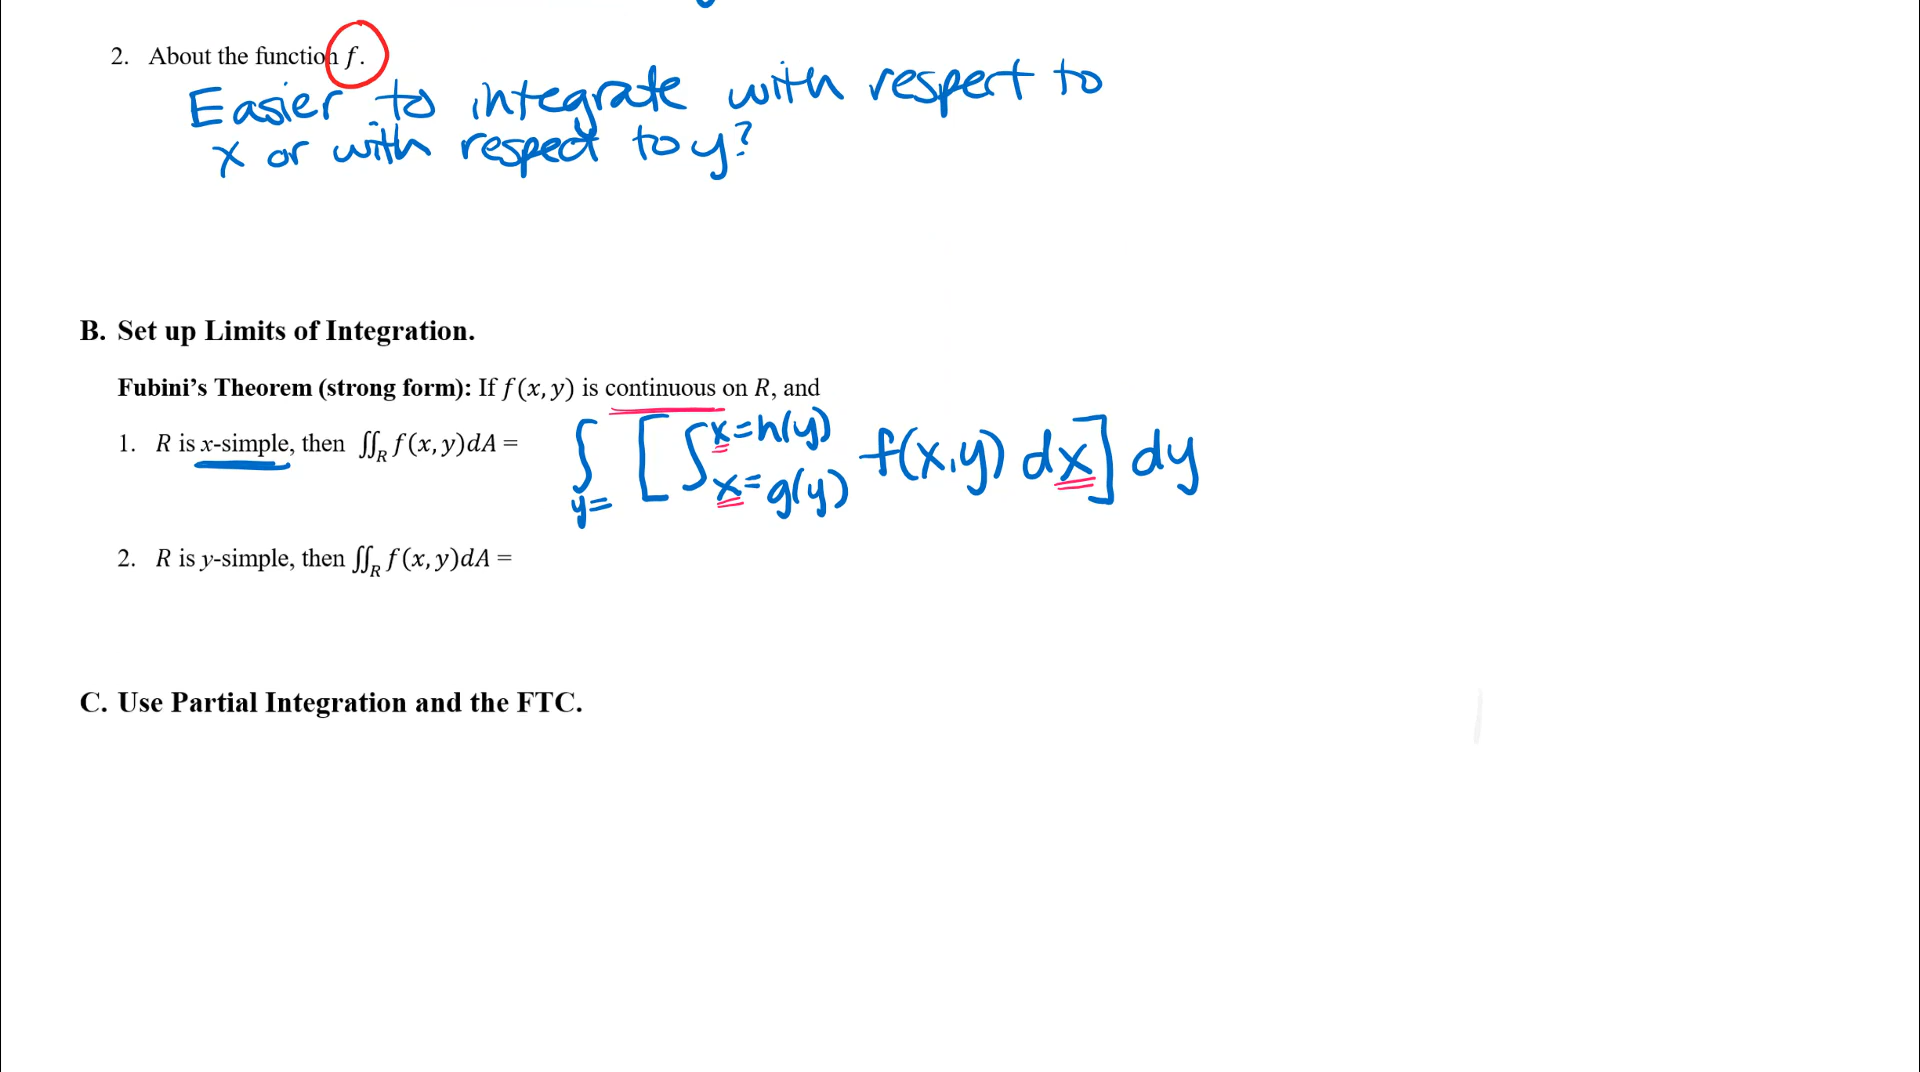 2. About the function f.
Easier to integrate with respect to
x or with respect to y?
B. Set up Limits of Integration.
Fubini’s Theorem (strong form): If f(x, y) is continuous on R, and
1. R is x-simple, then ∬_R f(x, y)dA = ∫_{y=} [∫_{x=g(y)}^{x=h(y)} f(x,y) dx] dy
2. R is y-simple, then ∬_R f(x, y)dA =
C. Use Partial Integration and the FTC.